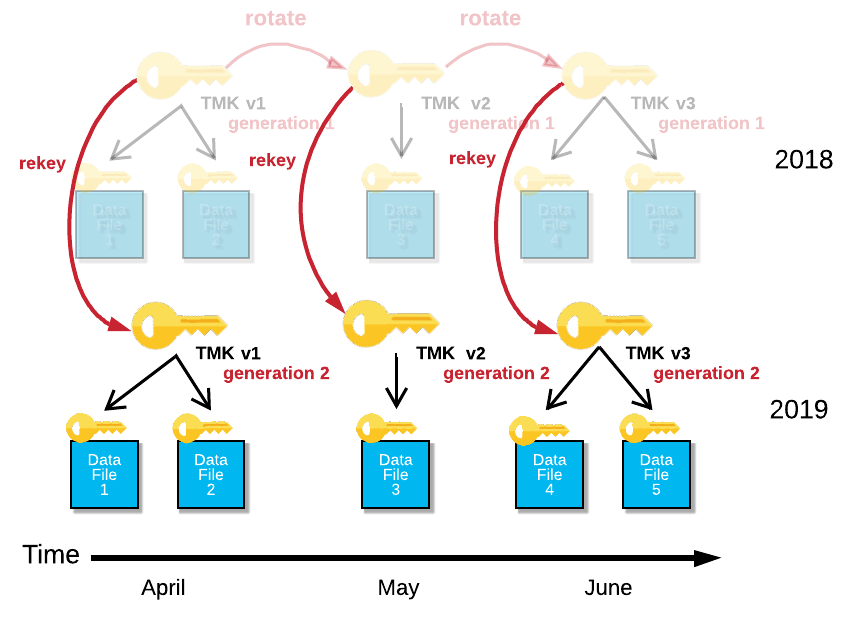 rotate
rotate
TMK v1
generation 1
TMK v2
generation 1
TMK v3
generation 1
rekey
rekey
rekey
2018
Data
File
1
Data
File
2
Data
File
3
Data
File
4
Data
File
5
TMK v1
generation 2
TMK v2
generation 2
TMK v3
generation 2
2019
Data
File
1
Data
File
2
Data
File
3
Data
File
4
Data
File
5
Time
April
May
June